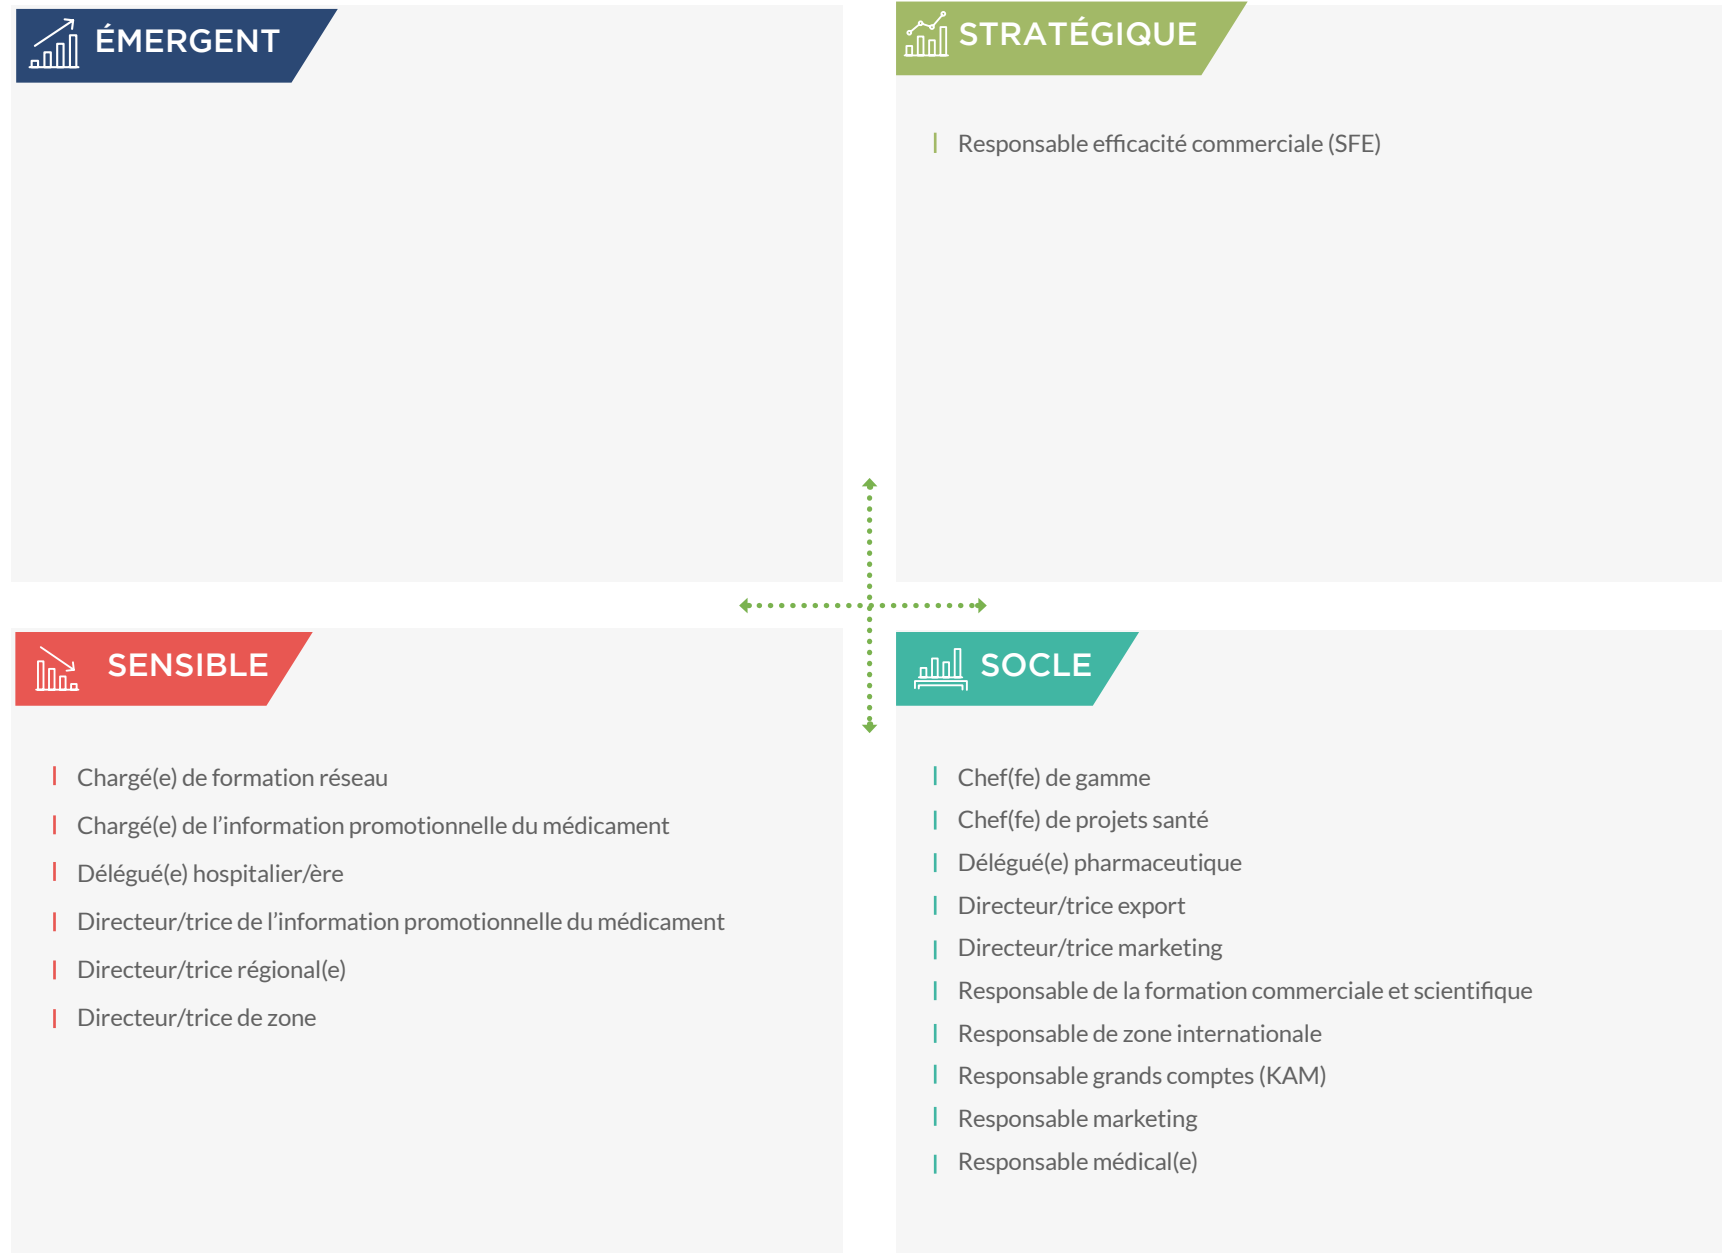 ÉMERGENT
STRATÉGIQUE
Responsable efficacité commerciale (SFE)
SENSIBLE
Chargé(e) de formation réseau
Chargé(e) de l’information promotionnelle du médicament
Délégué(e) hospitalier/ère
Directeur/trice de l’information promotionnelle du médicament
Directeur/trice régional(e)
Directeur/trice de zone
SOCLE
Chef(fe) de gamme
Chef(fe) de projets santé
Délégué(e) pharmaceutique
Directeur/trice export
Directeur/trice marketing
Responsable de la formation commerciale et scientifique
Responsable de zone internationale
Responsable grands comptes (KAM)
Responsable marketing
Responsable médical(e)